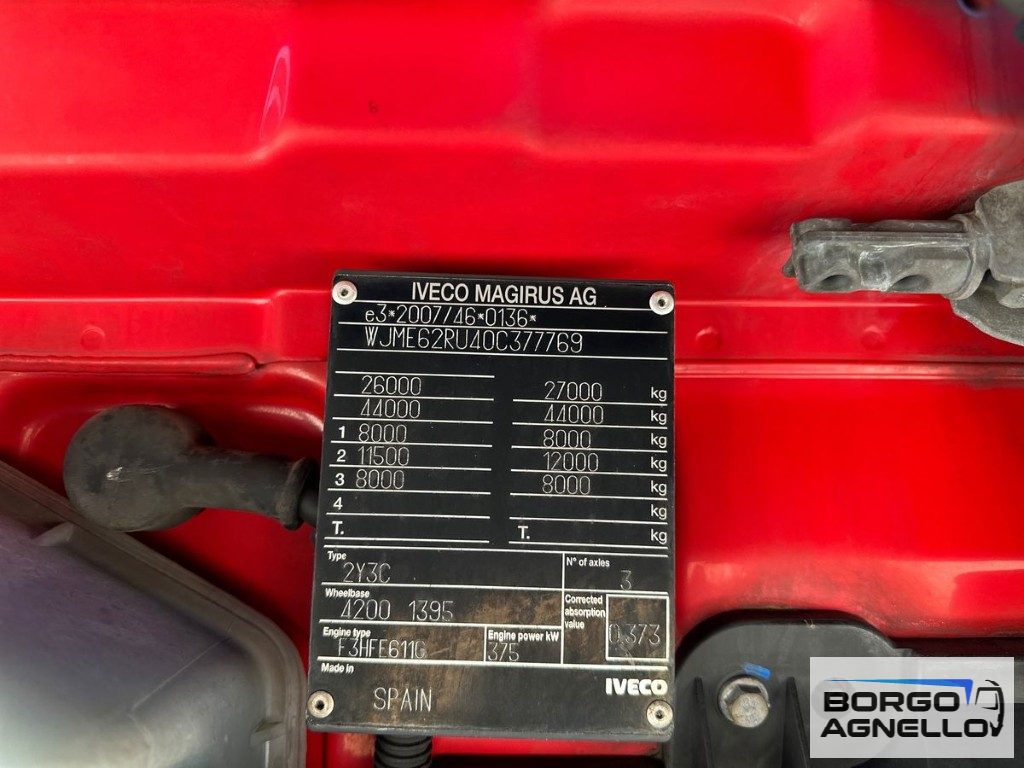 IVECO MAGIRUS AG
e3*2007/46*0136*
WJME62RU40C377769
26000 27000 kg
44000 44000 kg
1 8000 8000 kg
2 11500 12000 kg
3 8000 8000 kg
4 kg
T. T. kg
Type N° of axles
2Y3C 3
Wheelbase Corrected absorption value
4200 1395 0,373
Engine type Engine power kW
F3HFE611G 375
Made in IVECO
SPAIN
BORGO
AGNELLO